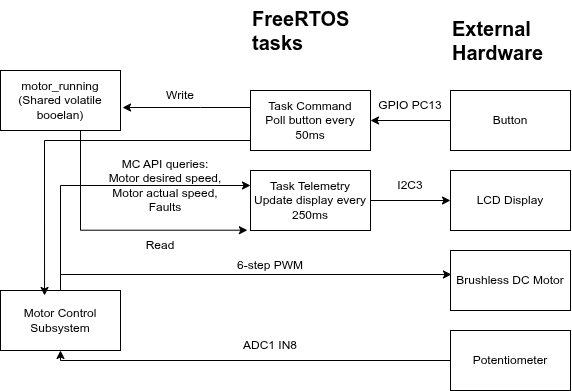 FreeRTOS
tasks
External
Hardware
motor_running
(Shared volatile
booelan)
Write
Task Command
Poll button every
50ms
GPIO PC13
Button
MC API queries:
Motor desired speed,
Motor actual speed,
Faults
Task Telemetry
Update display every
250ms
I2C3
LCD Display
Read
6-step PWM
Brushless DC Motor
Motor Control
Subsystem
ADC1 IN8
Potentiometer